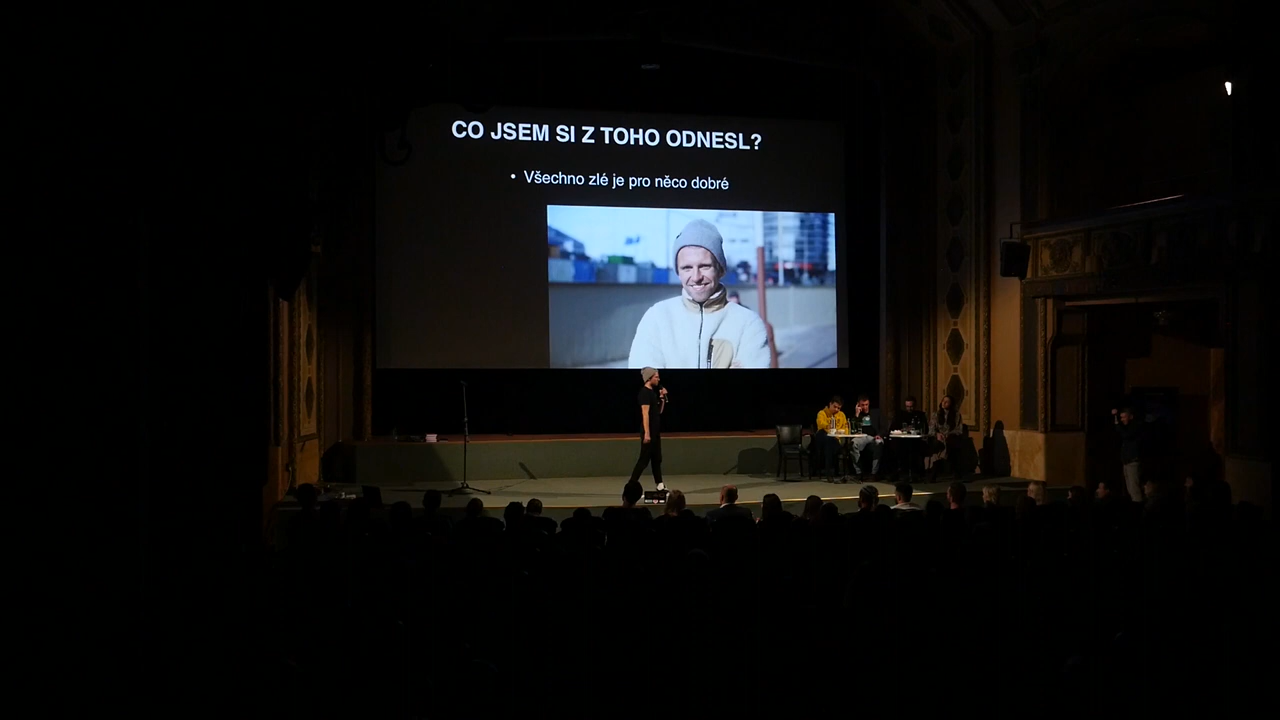 CO JSEM SI Z TOHO ODNESL?
• Všechno zlé je pro něco dobré